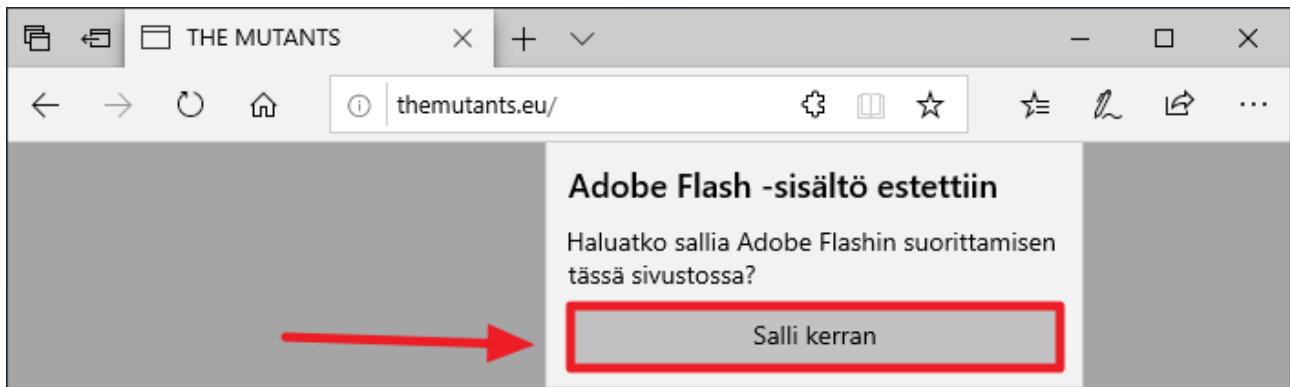 THE MUTANTS
themutants.eu/
Adobe Flash -sisältö estettiin
Haluatko sallia Adobe Flashin suorittamisen
tässä sivustossa?
Salli kerran